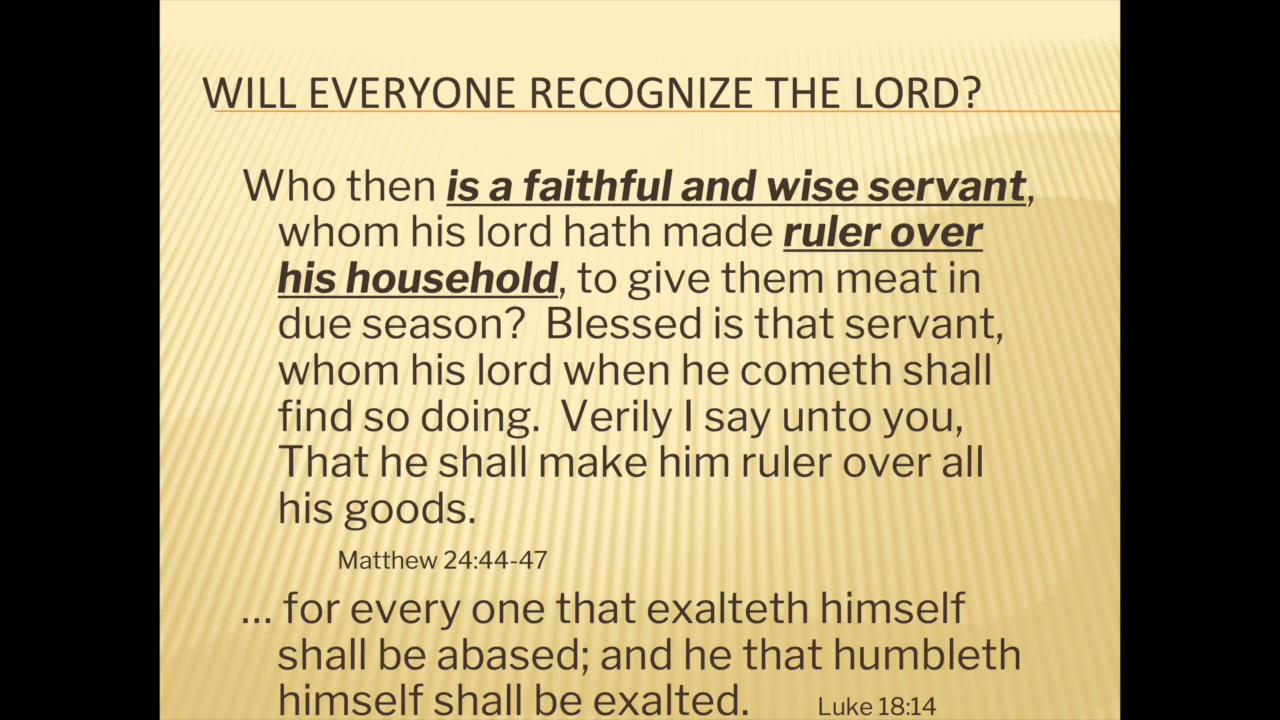 WILL EVERYONE RECOGNIZE THE LORD?
Who then is a faithful and wise servant,
whom his lord hath made ruler over
his household, to give them meat in
due season?  Blessed is that servant,
whom his lord when he cometh shall
find so doing.  Verily I say unto you,
That he shall make him ruler over all
his goods.
Matthew 24:44-47
... for every one that exalteth himself
shall be abased; and he that humbleth
himself shall be exalted. Luke 18:14